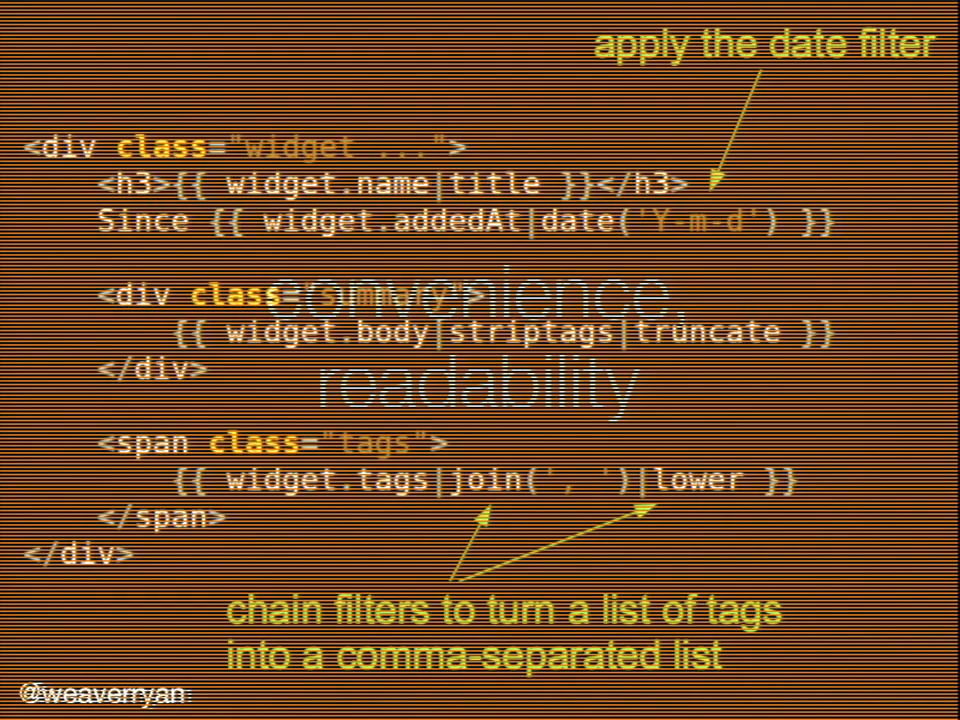 apply the date filter
<div class="widget ...">
<h3>{{ widget.name|title }}</h3>
Since {{ widget.addedAt|date('Y-m-d') }}
<div class="summary">
convenience,
{{ widget.body|striptags|truncate }}
</div>
readability
<span class="tags">
{{ widget.tags|join(', ')|lower }}
</span>
</div>
chain filters to turn a list of tags
into a comma-separated list
@weaverryan